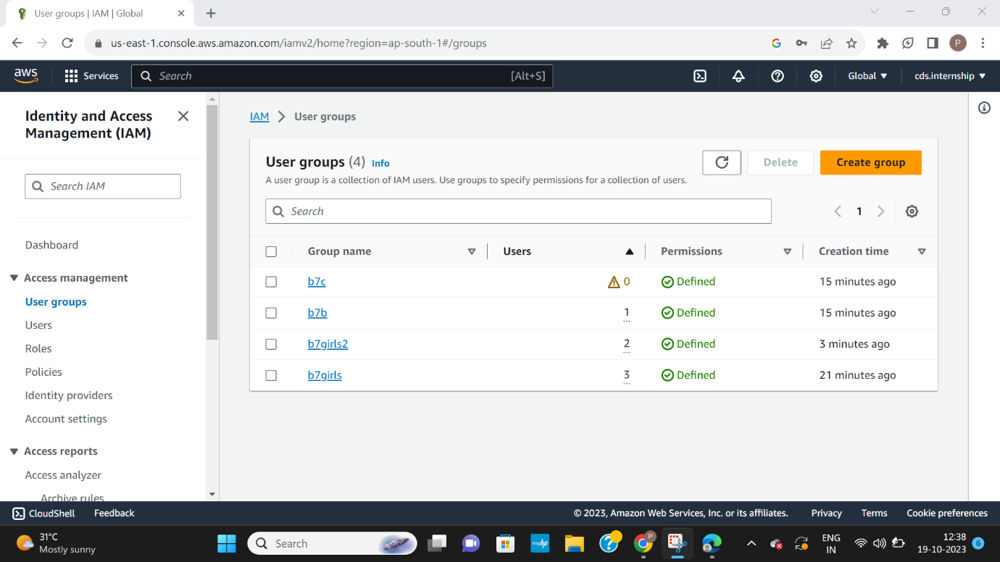 User groups | IAM | Global
us-east-1.console.aws.amazon.com/iamv2/home?region=ap-south-1#/groups
P
aws
Services
Search
[Alt+S]
Global
cds.internship
Identity and Access
Management (IAM)
Search IAM
Dashboard
Access management
User groups
Users
Roles
Policies
Identity providers
Account settings
Access reports
Access analyzer
Archive rules
IAM
User groups
User groups (4) Info
A user group is a collection of IAM users. Use groups to specify permissions for a collection of users.
Delete
Create group
Search
1
Group name Users Permissions Creation time
b7c 0 Defined 15 minutes ago
b7b 1 Defined 15 minutes ago
b7girls2 2 Defined 3 minutes ago
b7girls 3 Defined 21 minutes ago
CloudShell Feedback © 2023, Amazon Web Services, Inc. or its affiliates. Privacy Terms Cookie preferences
31°C
Mostly sunny
Search
myhp
P
ENG
IN
12:38
19-10-2023
6